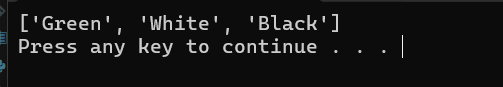 ['Green', 'White', 'Black']
Press any key to continue . . .